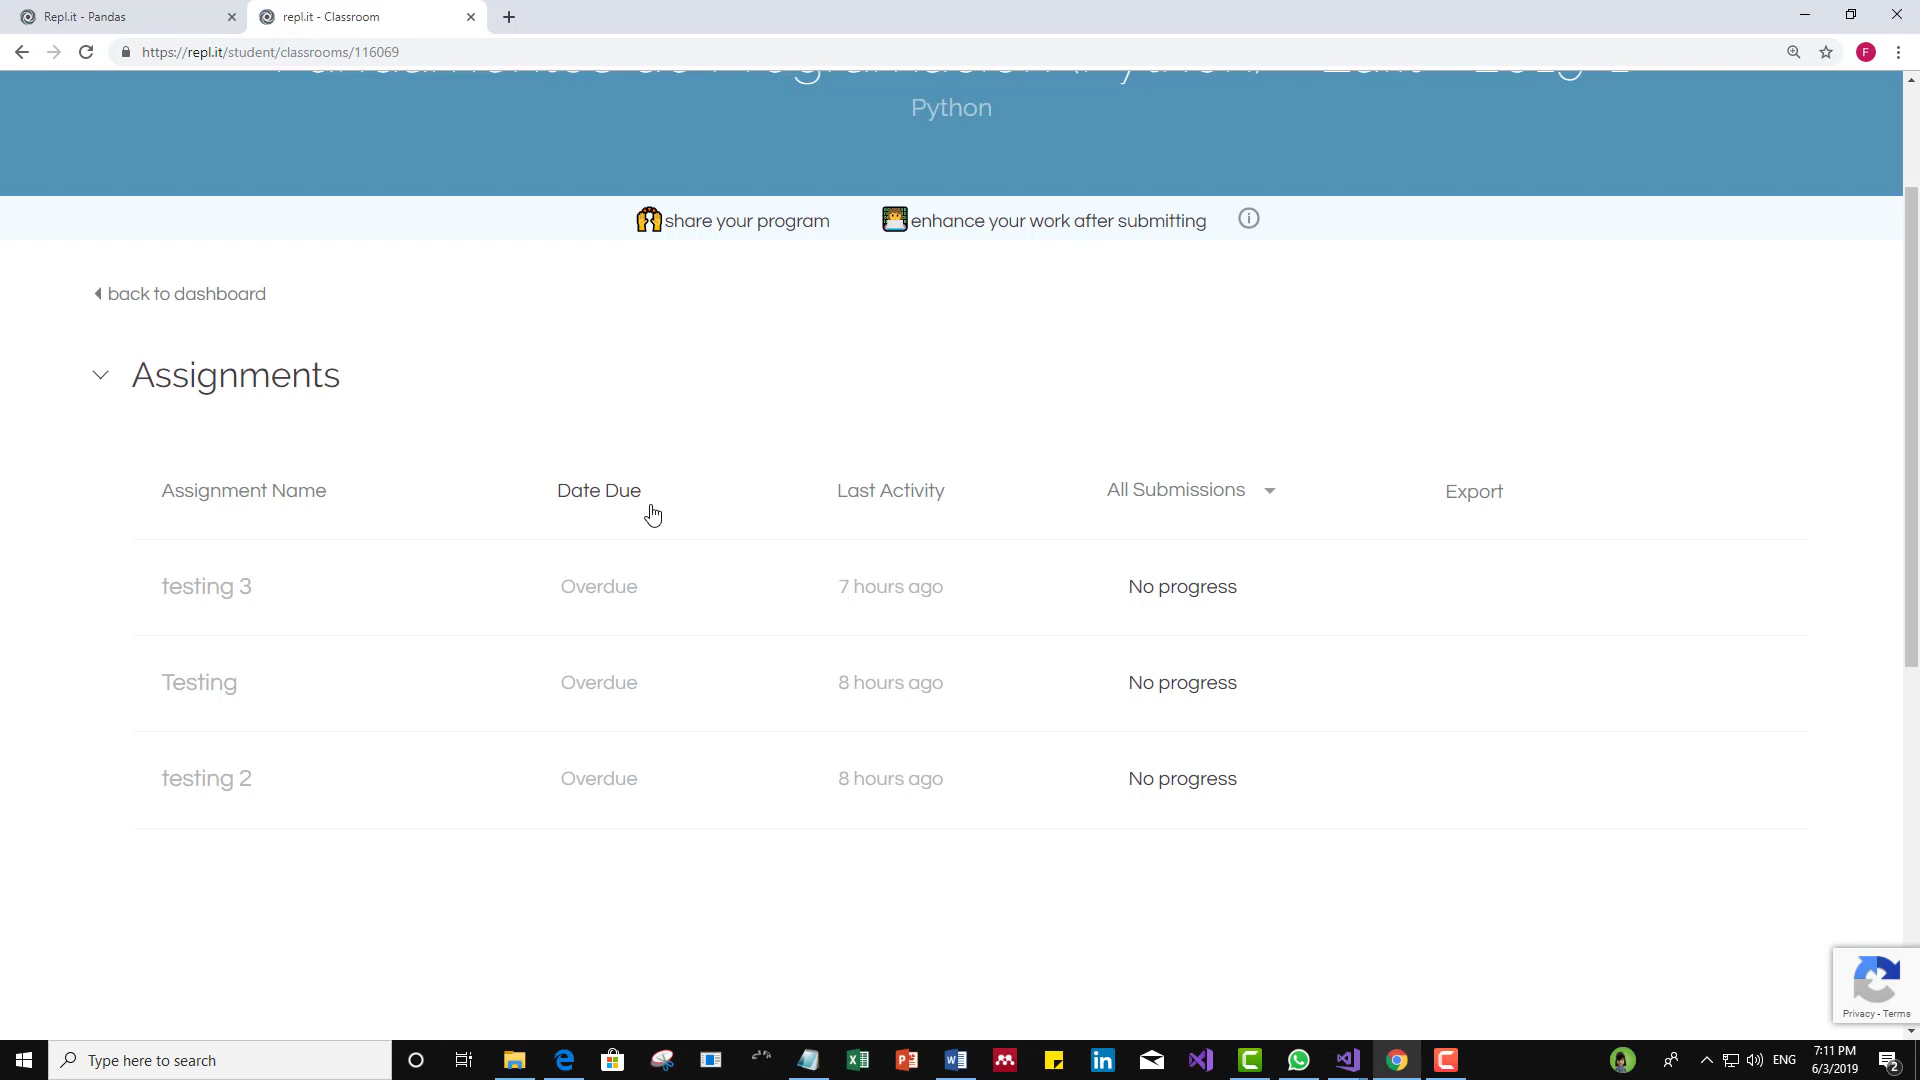 Repl.it - Pandas
repl.it - Classroom
https://repl.it/student/classrooms/116069
F
Python
share your program
enhance your work after submitting
back to dashboard
Assignments
Assignment Name Date Due Last Activity All Submissions Export
testing 3 Overdue 7 hours ago No progress
Testing Overdue 8 hours ago No progress
testing 2 Overdue 8 hours ago No progress
Privacy - Terms
Type here to search
ENG
7:11 PM
6/3/2019
2